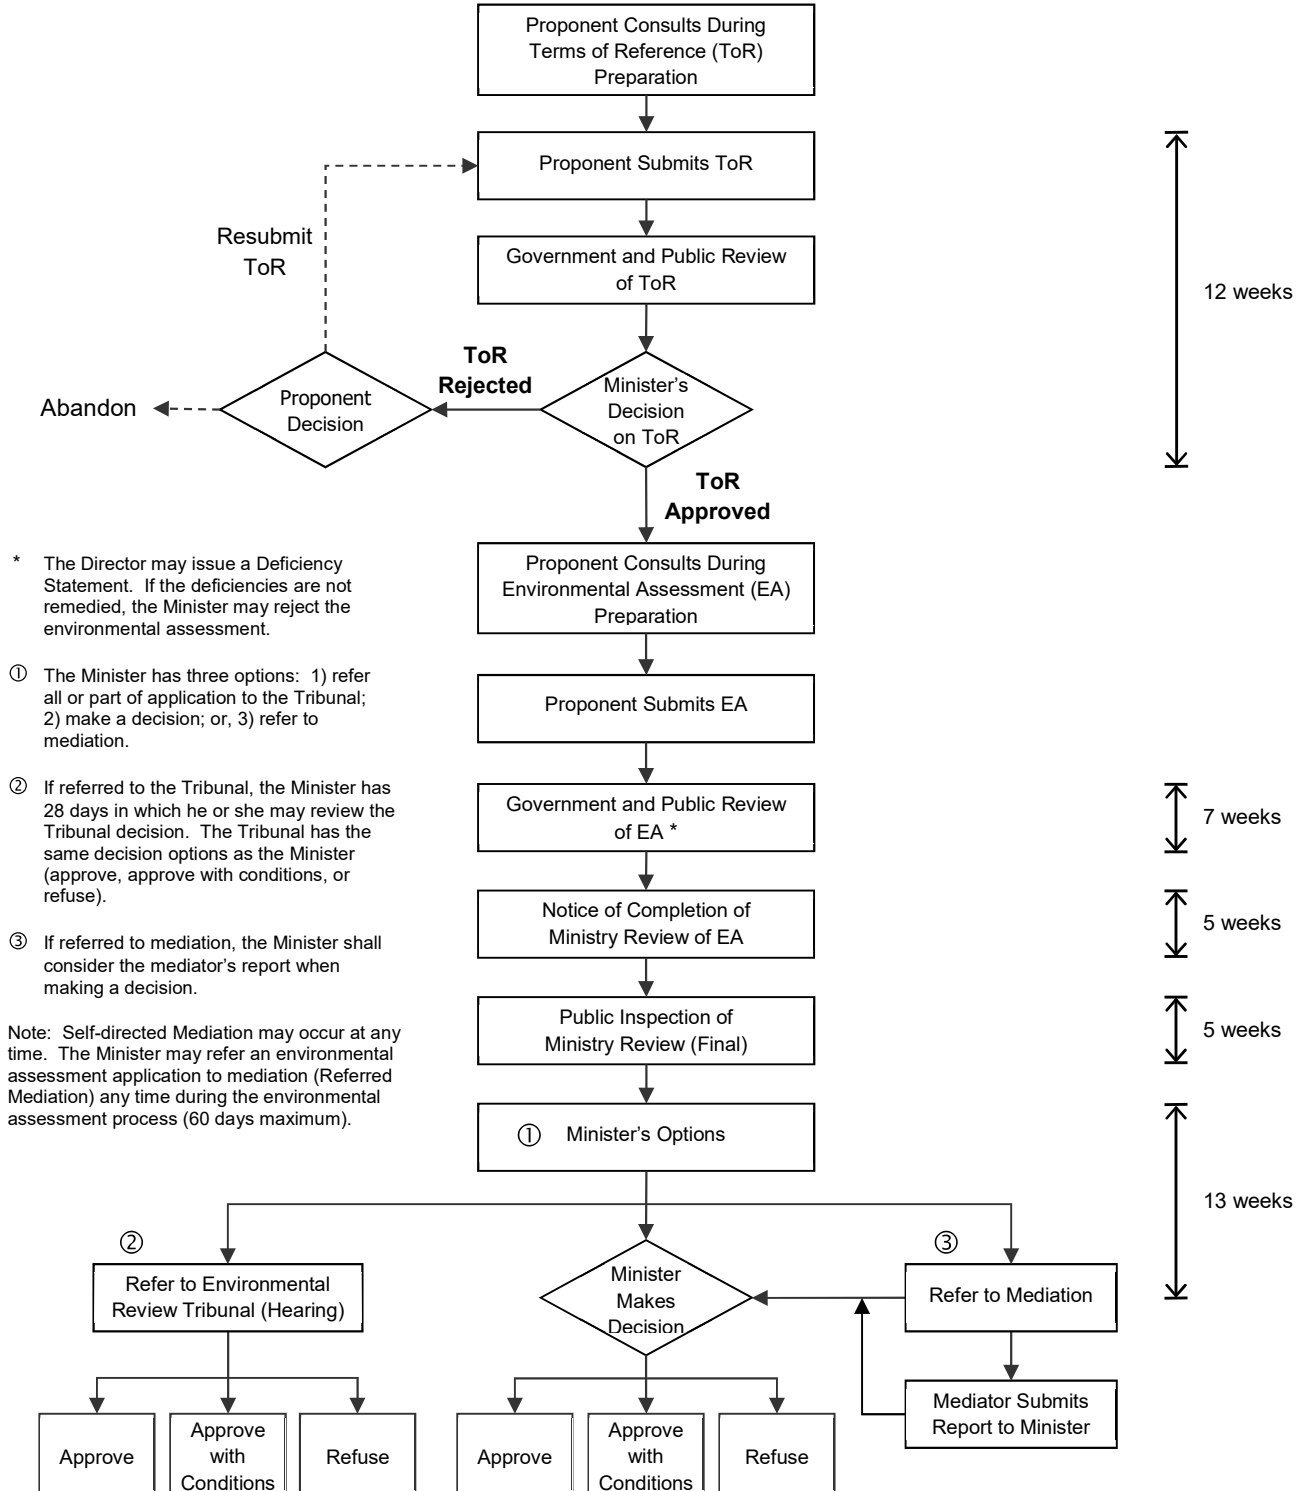 Proponent Consults During
Terms of Reference (ToR)
Preparation
Proponent Submits ToR
Resubmit
ToR
Government and Public Review
of ToR
12 weeks
ToR
Rejected
Minister’s
Decision
on ToR
Proponent
Decision
Abandon
ToR
Approved
* The Director may issue a Deficiency
Statement. If the deficiencies are not
remedied, the Minister may reject the
environmental assessment.
① The Minister has three options: 1) refer
all or part of application to the Tribunal;
2) make a decision; or, 3) refer to
mediation.
② If referred to the Tribunal, the Minister has
28 days in which he or she may review the
Tribunal decision. The Tribunal has the
same decision options as the Minister
(approve, approve with conditions, or
refuse).
③ If referred to mediation, the Minister shall
consider the mediator’s report when
making a decision.
Note: Self-directed Mediation may occur at any
time. The Minister may refer an environmental
assessment application to mediation (Referred
Mediation) any time during the environmental
assessment process (60 days maximum).
Proponent Consults During
Environmental Assessment (EA)
Preparation
Proponent Submits EA
Government and Public Review
of EA *
7 weeks
Notice of Completion of
Ministry Review of EA
5 weeks
Public Inspection of
Ministry Review (Final)
5 weeks
① Minister’s Options
13 weeks
②
Refer to Environmental
Review Tribunal (Hearing)
Minister
Makes
Decision
③
Refer to Mediation
Mediator Submits
Report to Minister
Approve
Approve
with
Conditions
Refuse
Approve
Approve
with
Conditions
Refuse